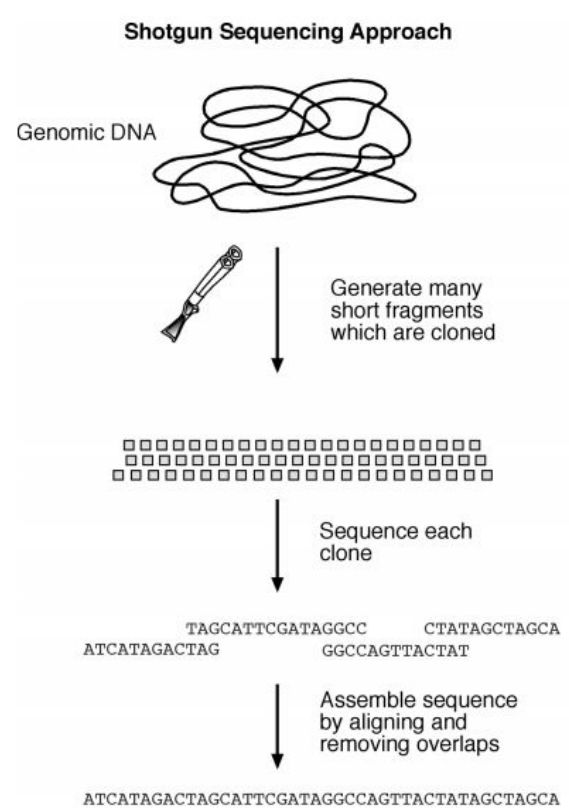 Shotgun Sequencing Approach
Genomic DNA
Generate many
short fragments
which are cloned
Sequence each
clone
TAGCATTCGATAGGCC CTATAGCTAGCA
ATCATAGACTAG GGCCAGTTACTAT
Assemble sequence
by aligning and
removing overlaps
ATCATAGACTAGCATTCGATAGGCCAGTTACTATAGCTAGCA